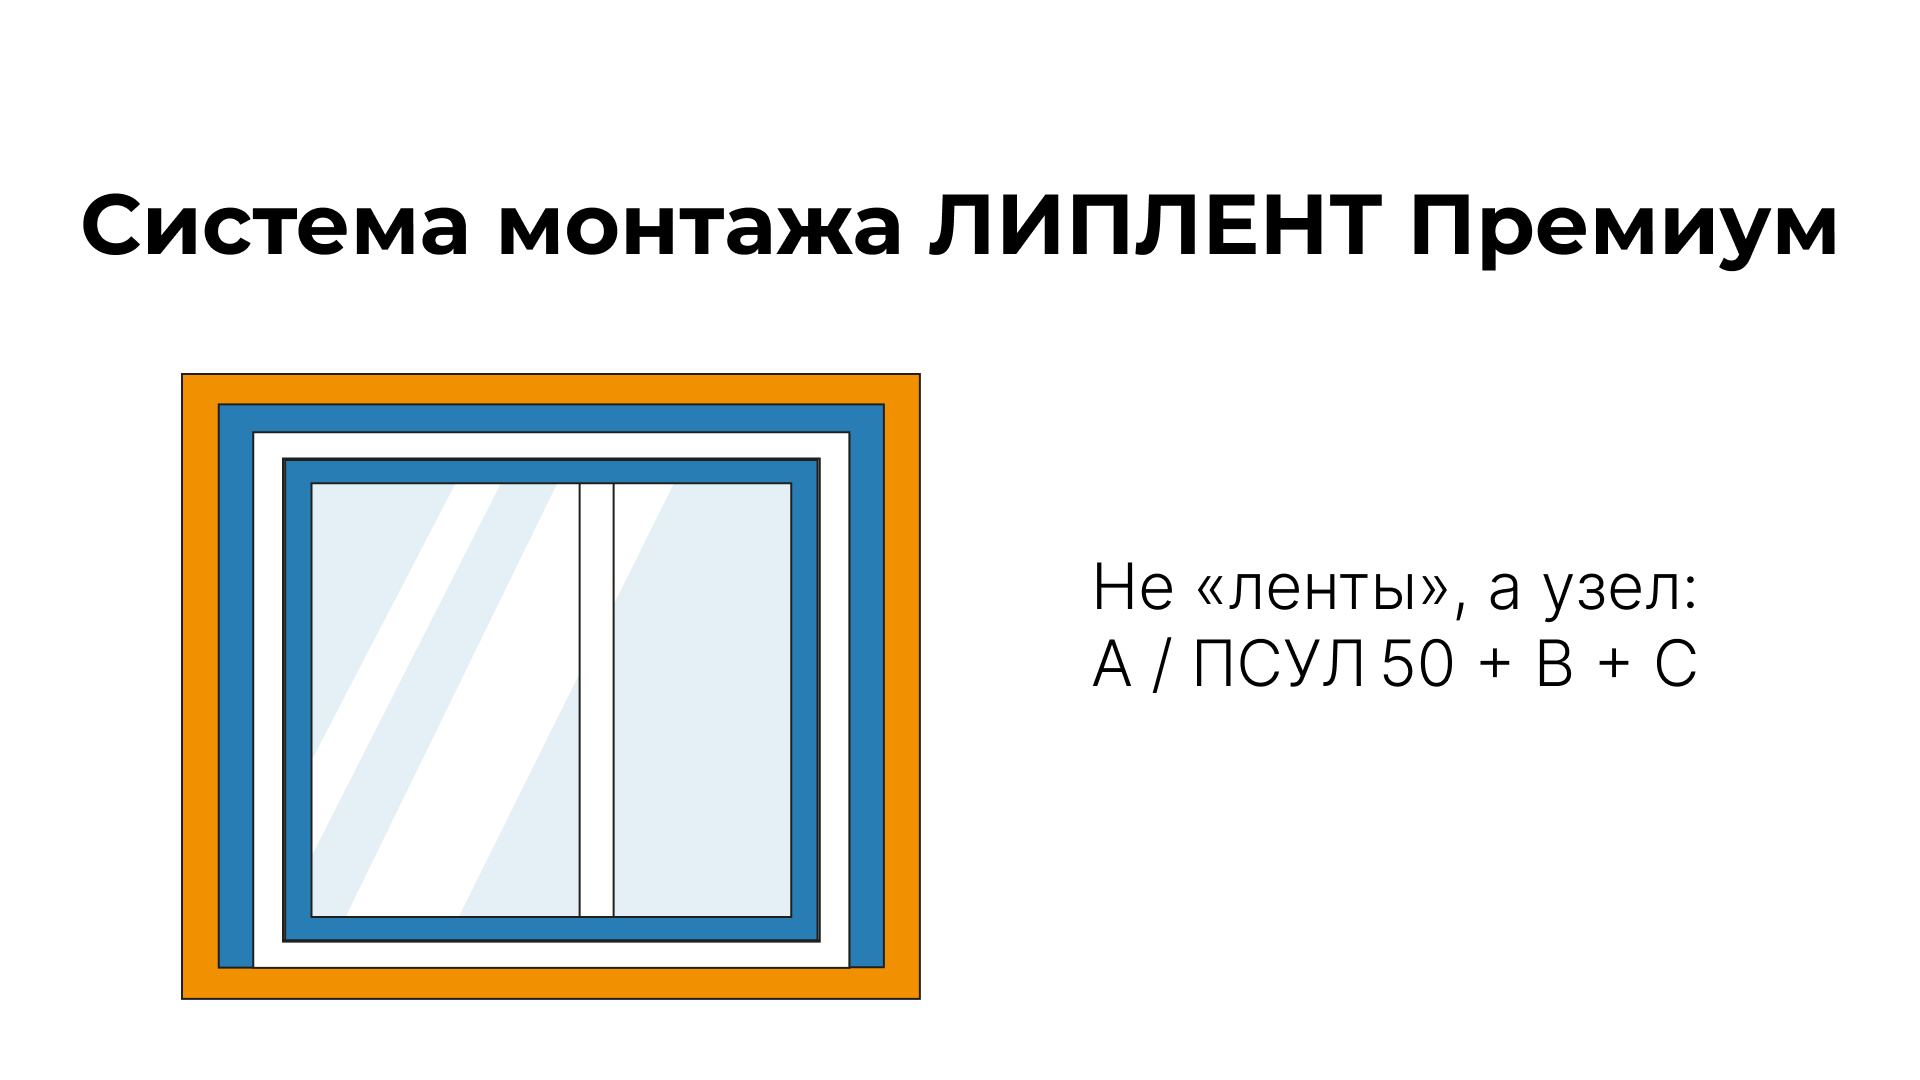 Система монтажа ЛИПЛЕНТ Премиум
Не «ленты», а узел:
А / ПСУЛ 50 + В + С